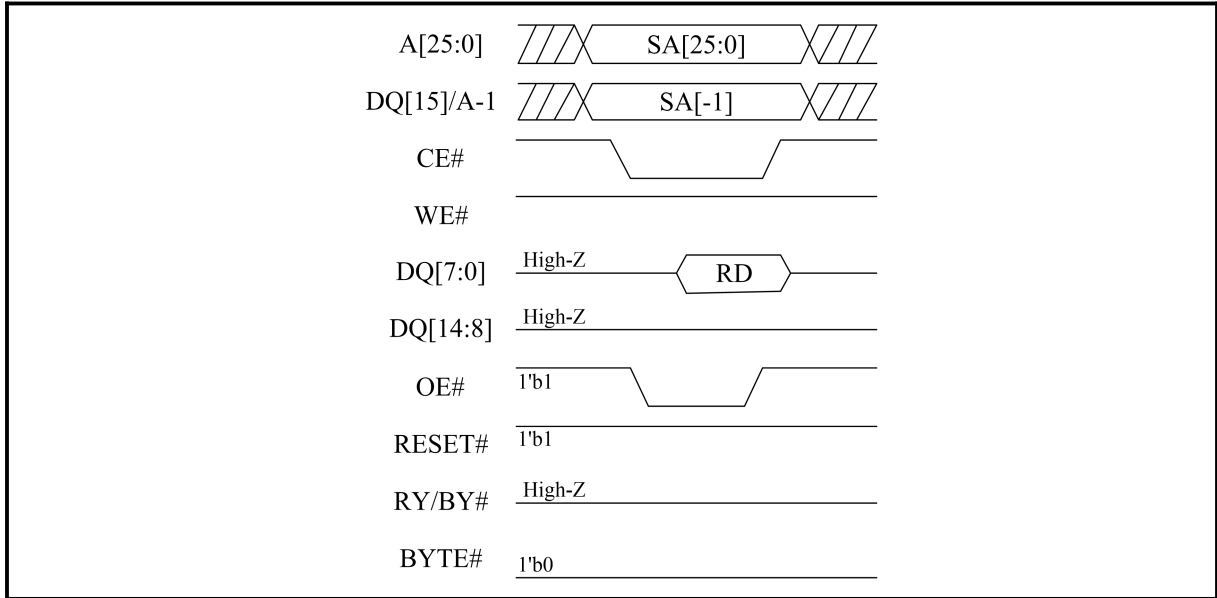 A[25:0] SA[25:0]
DQ[15]/A-1 SA[-1]
CE#
WE#
DQ[7:0] High-Z RD
DQ[14:8] High-Z
OE# 1'b1
RESET# 1'b1
RY/BY# High-Z
BYTE# 1'b0